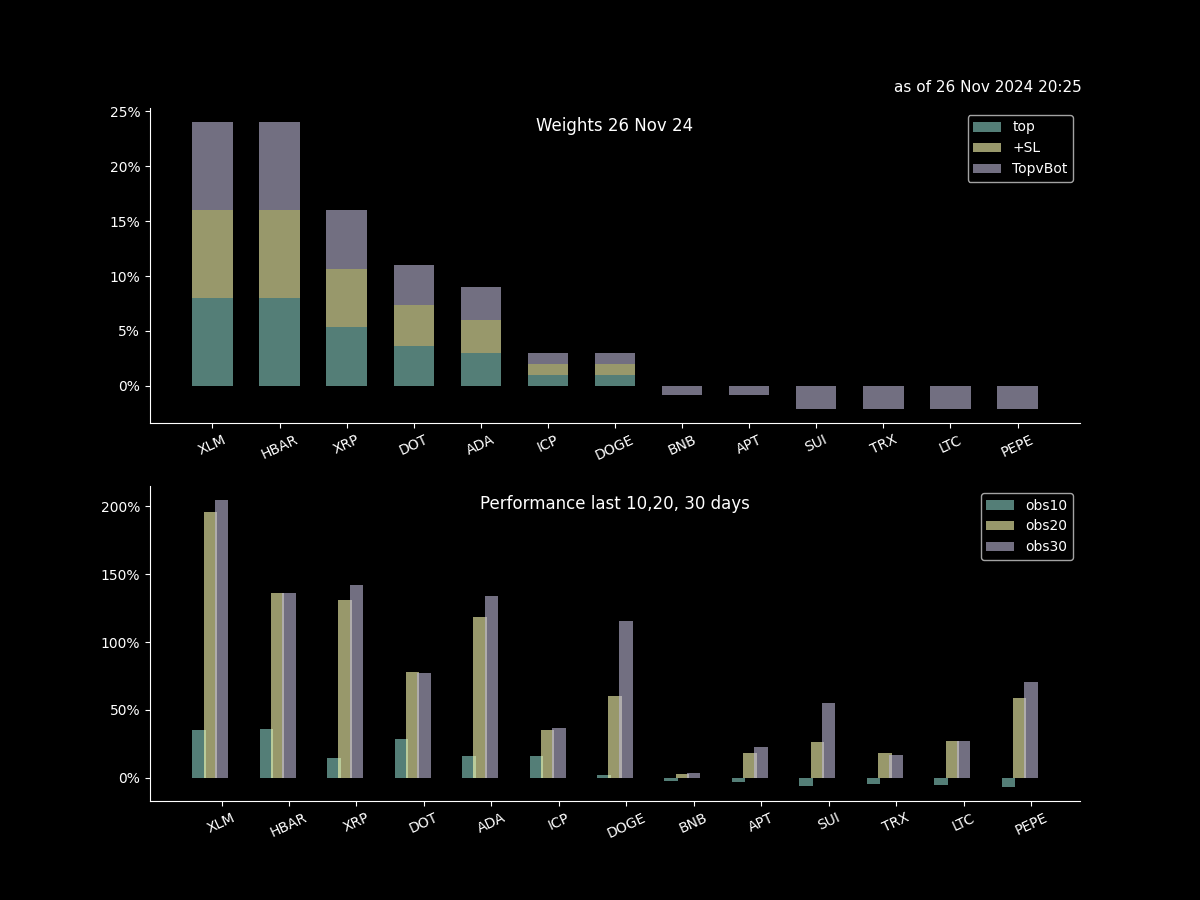 as of 26 Nov 2024 20:25
Weights 26 Nov 24
25%
20%
15%
10%
5%
0%
top
+SL
TopvBot
XLM HBAR XRP DOT ADA ICP DOGE BNB APT SUI TRX LTC PEPE
Performance last 10,20, 30 days
200%
150%
100%
50%
0%
obs10
obs20
obs30
XLM HBAR XRP DOT ADA ICP DOGE BNB APT SUI TRX LTC PEPE